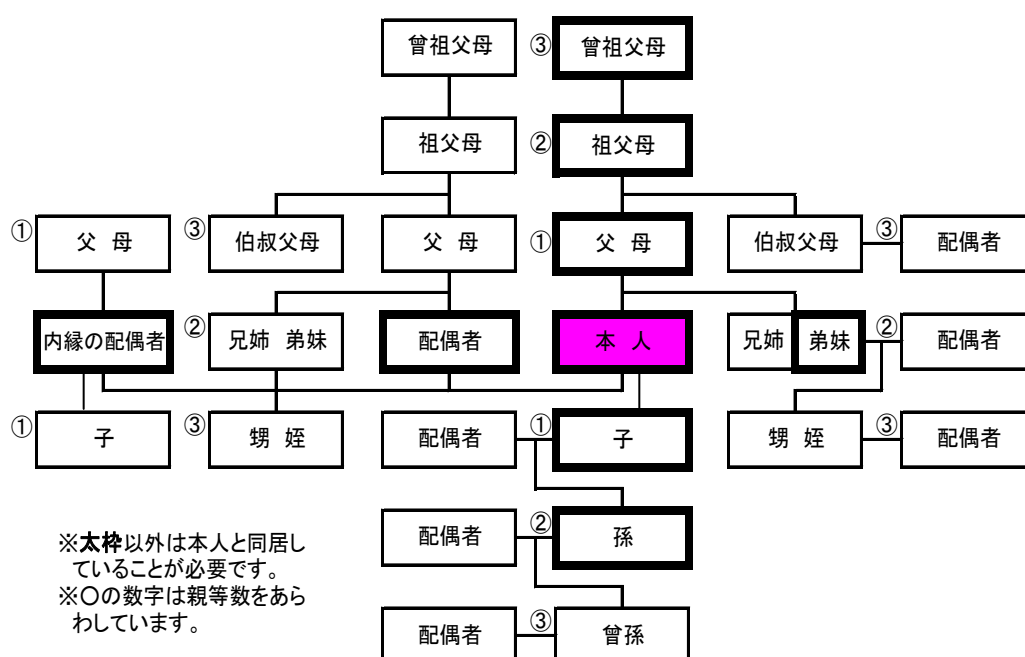 曾祖父母 ③ 曾祖父母
祖父母 ② 祖父母
① 父 母 ③ 伯叔父母 父 母 ① 父 母 伯叔父母 ③ 配偶者
内縁の配偶者 ② 兄姉 弟妹 配偶者 本 人 兄姉 弟妹 ② 配偶者
① 子 ③ 甥 姪 配偶者 ① 子 甥 姪 ③ 配偶者
配偶者 ② 孫
配偶者 ③ 曾孫
※太枠以外は本人と同居し
ていることが必要です。
※〇の数字は親等数をあら
わしています。